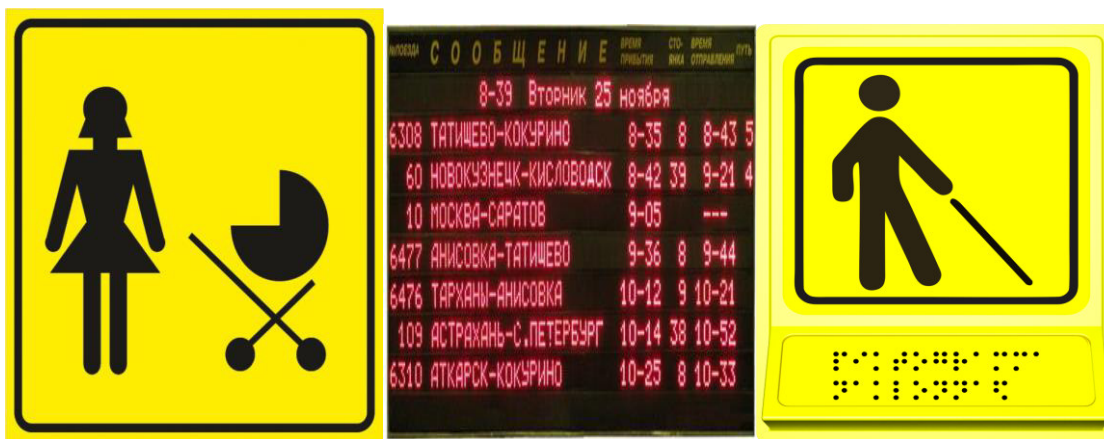 №ПОЕЗДА СООБЩЕНИЕ ВРЕМЯ ПРИБЫТИЯ СТО-ЯНКА ВРЕМЯ ОТПРАВЛЕНИЯ ПУТЬ
8-39 Вторник 25 ноября
6308 ТАТИЩЕВО-КОКУРИНО 8-35 8 8-43 5
60 НОВОКУЗНЕЦК-КИСЛОВОДСК 8-42 39 9-21 4
10 МОСКВА-САРАТОВ 9-05 ---
6477 АНИСОВКА-ТАТИЩЕВО 9-36 8 9-44
6476 ТАРХАНЫ-АНИСОВКА 10-12 9 10-21
109 АСТРАХАНЬ-С.ПЕТЕРБУРГ 10-14 38 10-52
6310 АТКАРСК-КОКУРИНО 10-25 8 10-33